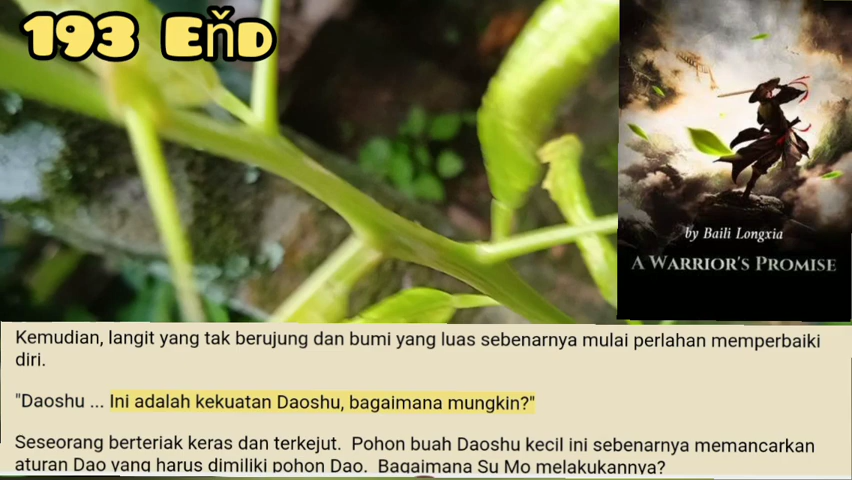 193 Eňd
by Baili Longxia
A Warrior's Promise
Kemudian, langit yang tak berujung dan bumi yang luas sebenarnya mulai perlahan memperbaiki
diri.
"Daoshu ... Ini adalah kekuatan Daoshu, bagaimana mungkin?"
Seseorang berteriak keras dan terkejut. Pohon buah Daoshu kecil ini sebenarnya memancarkan
aturan Dao yang harus dimiliki pohon Dao. Bagaimana Su Mo melakukannya?